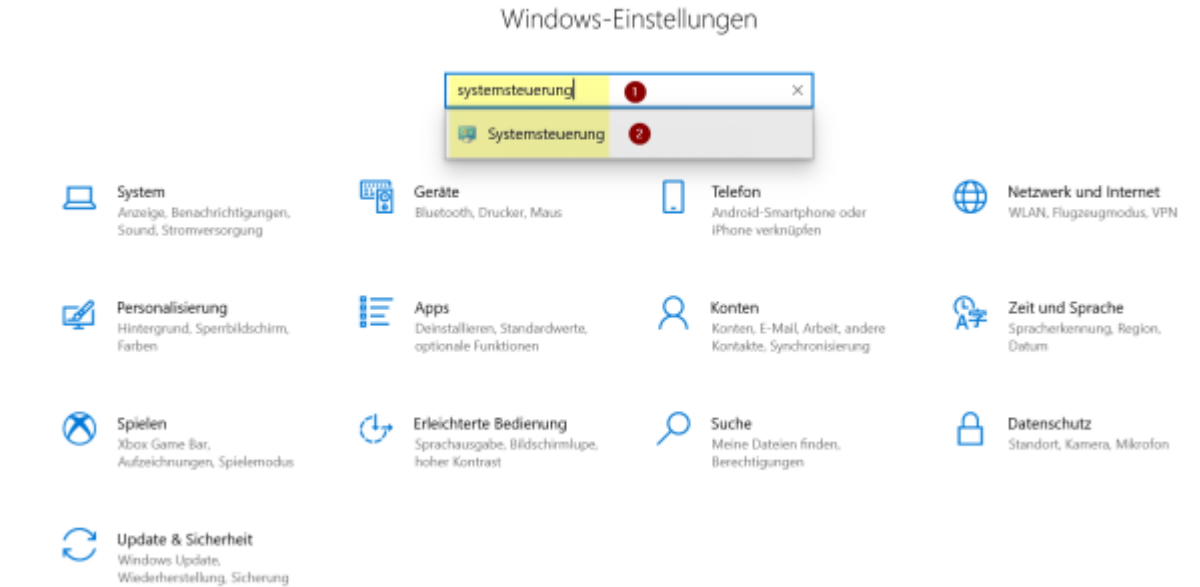 Windows-Einstellungen
systemsteuerung 1
Systemsteuerung 2
System
Anzeige, Benachrichtigungen,
Sound, Stromversorgung
Geräte
Bluetooth, Drucker, Maus
Telefon
Android-Smartphone oder
iPhone verknüpfen
Netzwerk und Internet
WLAN, Flugzeugmodus, VPN
Personalisierung
Hintergrund, Sperrbildschirm,
Farben
Apps
Deinstallieren, Standardwerte,
optionale Funktionen
Konten
Konten, E-Mail, Arbeit, andere
Kontakte, Synchronisierung
Zeit und Sprache
Spracherkennung, Region,
Datum
Spielen
Xbox Game Bar,
Aufzeichnungen, Spielemodus
Erleichterte Bedienung
Sprachausgabe, Bildschirmlupe,
hoher Kontrast
Suche
Meine Dateien finden,
Berechtigungen
Datenschutz
Standort, Kamera, Mikrofon
Update & Sicherheit
Windows Update,
Wiederherstellung, Sicherung